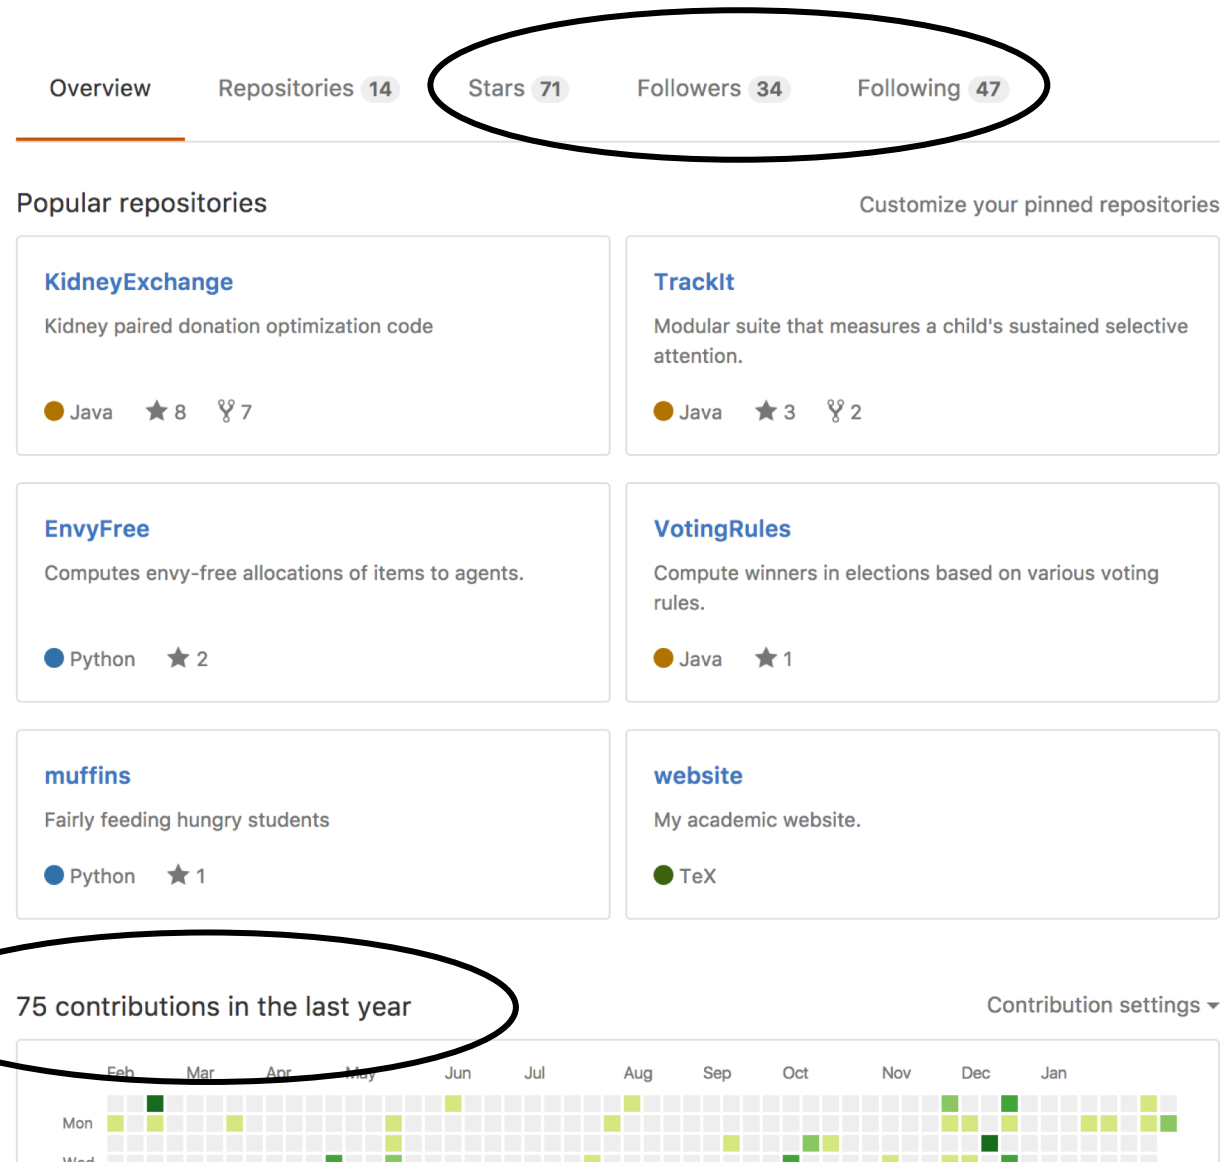 Overview Repositories 14 Stars 71 Followers 34 Following 47
Popular repositories Customize your pinned repositories
KidneyExchange
Kidney paired donation optimization code
Java 8 7
TrackIt
Modular suite that measures a child's sustained selective
attention.
Java 3 2
EnvyFree
Computes envy-free allocations of items to agents.
Python 2
VotingRules
Compute winners in elections based on various voting
rules.
Java 1
muffins
Fairly feeding hungry students
Python 1
website
My academic website.
TeX
75 contributions in the last year Contribution settings
Feb Mar Apr May Jun Jul Aug Sep Oct Nov Dec Jan
Mon
Wed